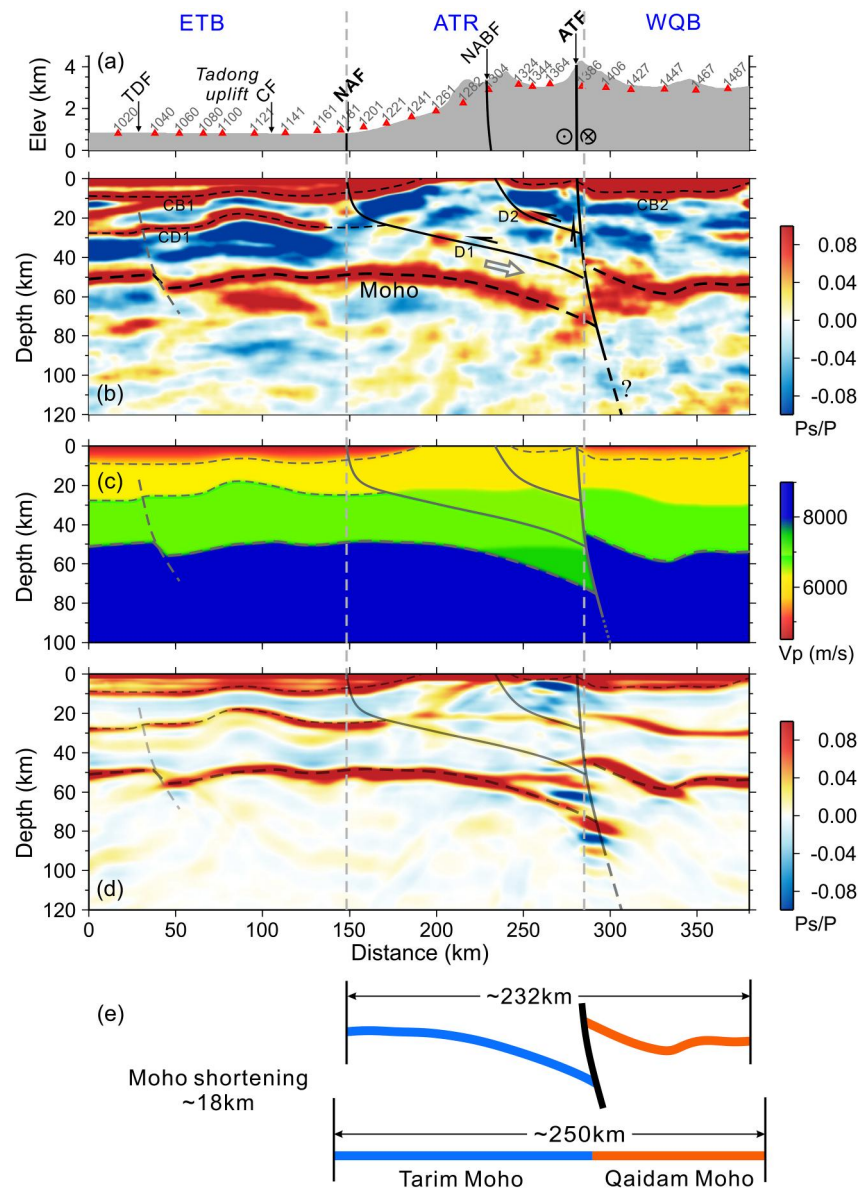 ETB ATR WQB
(a)
Elev (km)
4
2
0
TDF
Tadong
uplift
CF
NAF
NABF
ATF
1020 1040 1060 1080 1100 1121 1141 1161 1181 1201 1221 1241 1261 1282 1304 1324 1344 1364 1386 1406 1427 1447 1467 1487
(b)
Depth (km)
0
20
40
60
80
100
120
CB1
CD1
D1
D2
CB2
Moho
?
0.08
0.04
0.00
-0.04
-0.08
Ps/P
(c)
Depth (km)
0
20
40
60
80
100
8000
6000
Vp (m/s)
(d)
Depth (km)
0
20
40
60
80
100
120
0.08
0.04
0.00
-0.04
-0.08
Ps/P
0 50 100 150 200 250 300 350
Distance (km)
(e)
~232km
Moho shortening
~18km
~250km
Tarim Moho Qaidam Moho